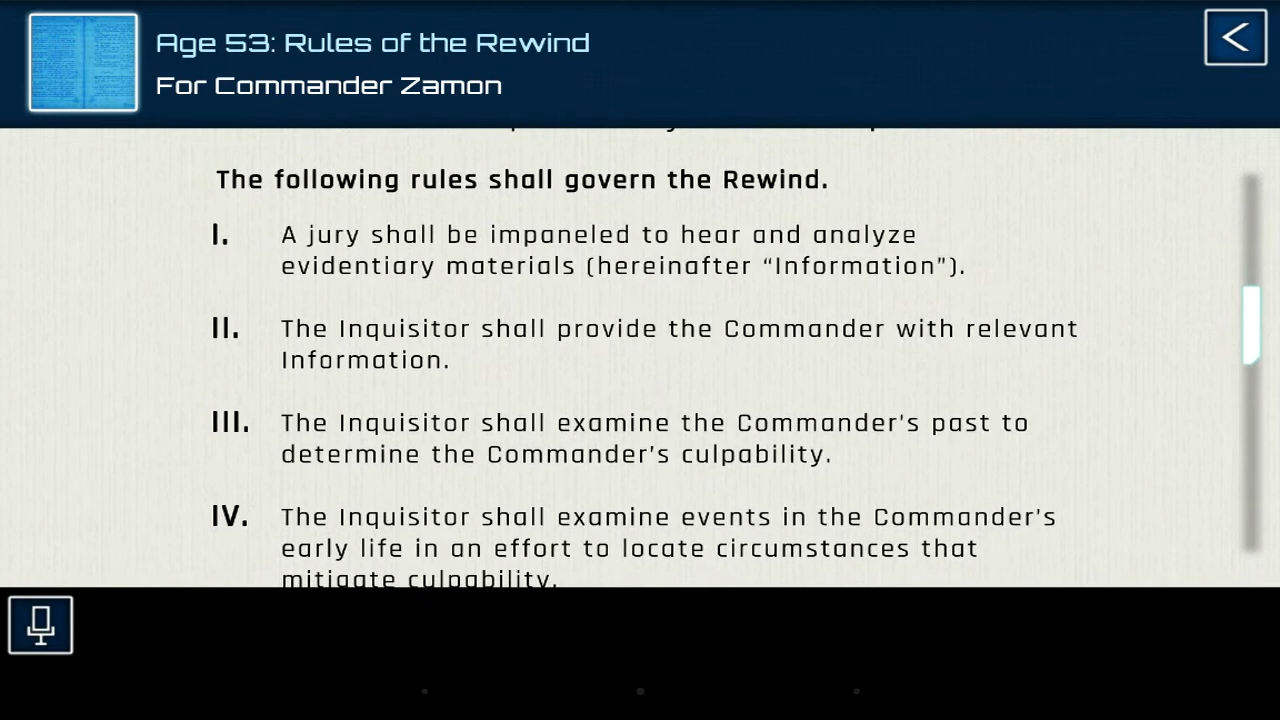 Age 53: Rules of the Rewind
For Commander Zamon
The following rules shall govern the Rewind.
I. A jury shall be impaneled to hear and analyze
evidentiary materials (hereinafter “Information”).
II. The Inquisitor shall provide the Commander with relevant
Information.
III. The Inquisitor shall examine the Commander’s past to
determine the Commander’s culpability.
IV. The Inquisitor shall examine events in the Commander’s
early life in an effort to locate circumstances that
mitigate culpability.